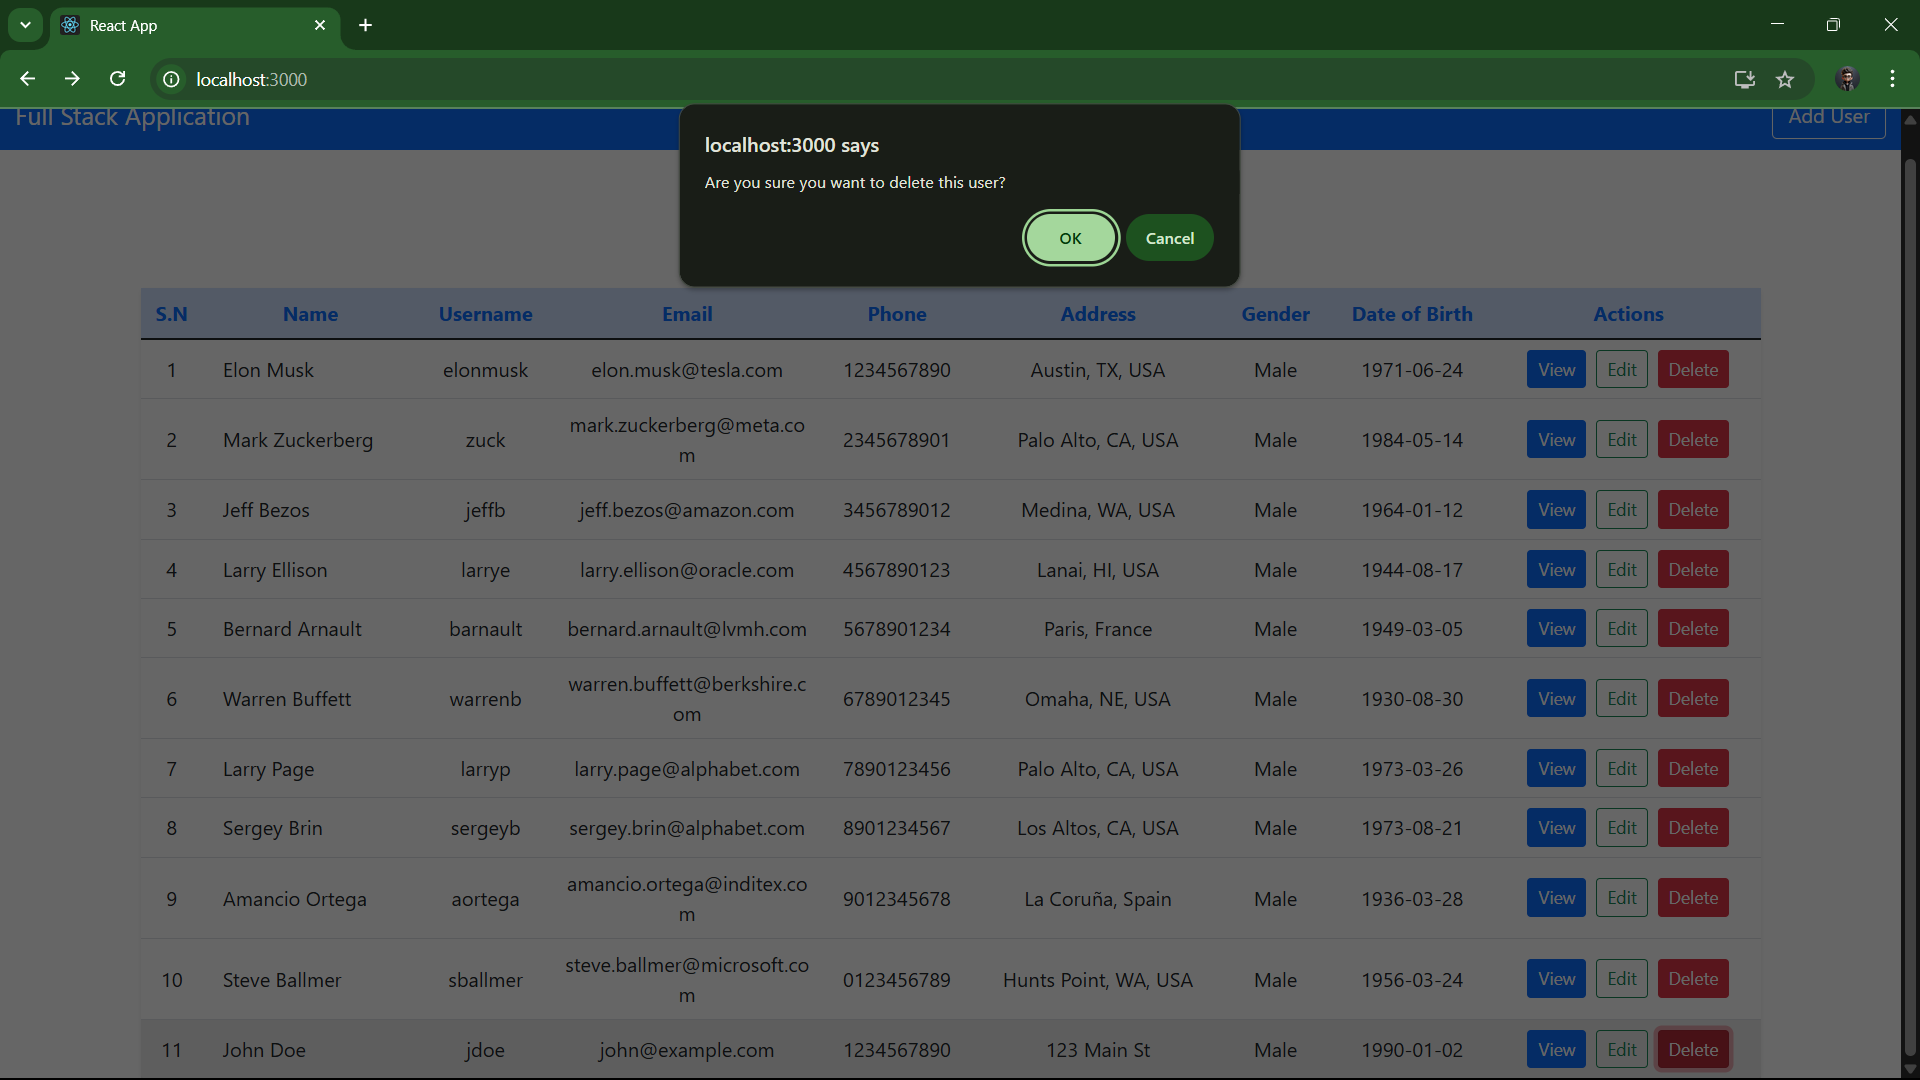 React App
localhost:3000
Full Stack Application
Add User
localhost:3000 says
Are you sure you want to delete this user?
OK Cancel
S.N Name Username Email Phone Address Gender Date of Birth Actions
1 Elon Musk elonmusk elon.musk@tesla.com 1234567890 Austin, TX, USA Male 1971-06-24 View Edit Delete
2 Mark Zuckerberg zuck mark.zuckerberg@meta.co 2345678901 Palo Alto, CA, USA Male 1984-05-14 View Edit Delete
m
3 Jeff Bezos jeffb jeff.bezos@amazon.com 3456789012 Medina, WA, USA Male 1964-01-12 View Edit Delete
4 Larry Ellison larrye larry.ellison@oracle.com 4567890123 Lanai, HI, USA Male 1944-08-17 View Edit Delete
5 Bernard Arnault barnault bernard.arnault@lvmh.com 5678901234 Paris, France Male 1949-03-05 View Edit Delete
6 Warren Buffett warrenb warren.buffett@berkshire.c 6789012345 Omaha, NE, USA Male 1930-08-30 View Edit Delete
om
7 Larry Page larryp larry.page@alphabet.com 7890123456 Palo Alto, CA, USA Male 1973-03-26 View Edit Delete
8 Sergey Brin sergeyb sergey.brin@alphabet.com 8901234567 Los Altos, CA, USA Male 1973-08-21 View Edit Delete
9 Amancio Ortega aortega amancio.ortega@inditex.co 9012345678 La Coruña, Spain Male 1936-03-28 View Edit Delete
m
10 Steve Ballmer sballmer steve.ballmer@microsoft.co 0123456789 Hunts Point, WA, USA Male 1956-03-24 View Edit Delete
m
11 John Doe jdoe john@example.com 1234567890 123 Main St Male 1990-01-02 View Edit Delete